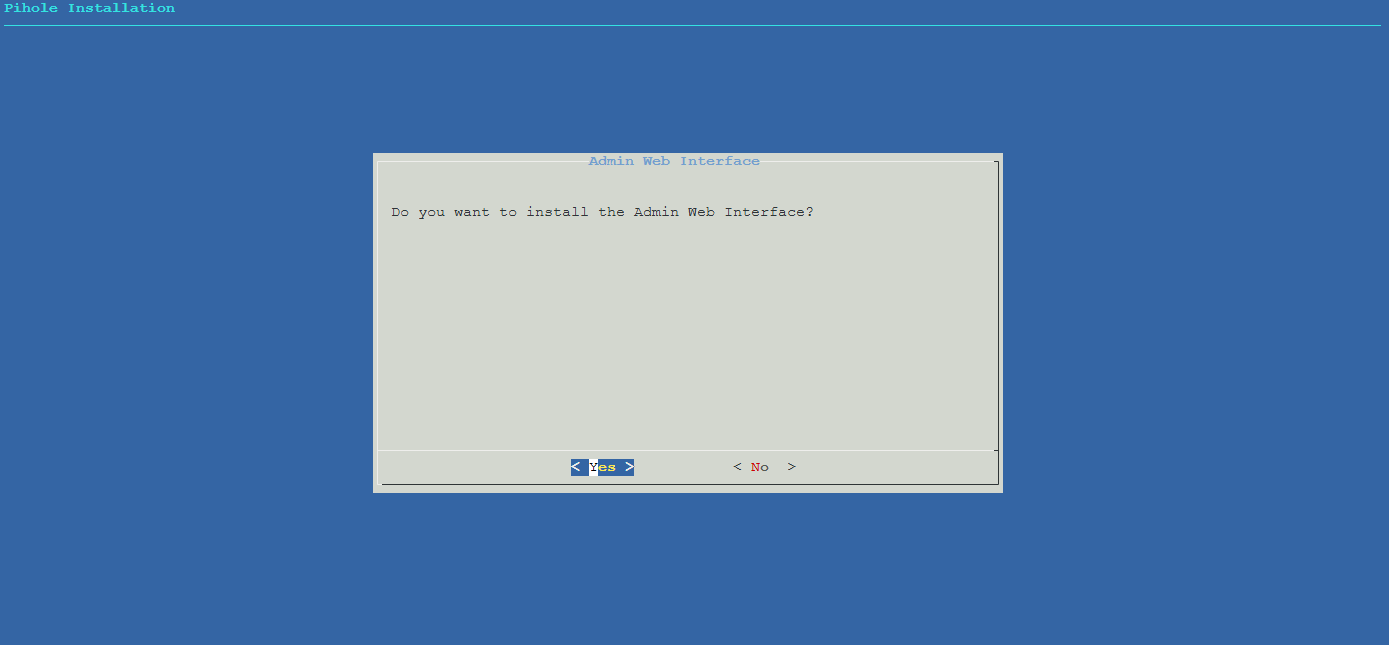 Pihole Installation
Admin Web Interface
Do you want to install the Admin Web Interface?
< Yes > < No  >